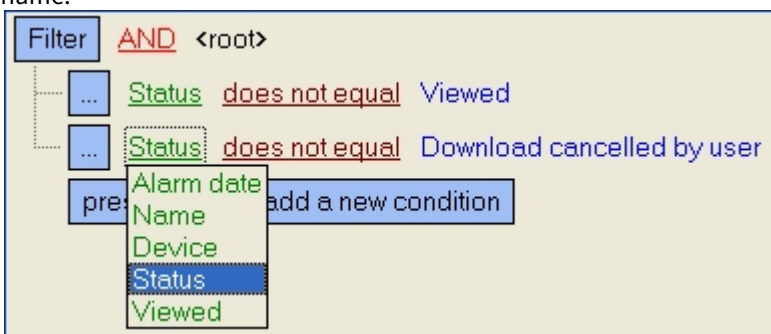 name.
Filter AND <root>
... Status does not equal Viewed
... Status does not equal Download cancelled by user
pres add a new condition
Alarm date
Name
Device
Status
Viewed